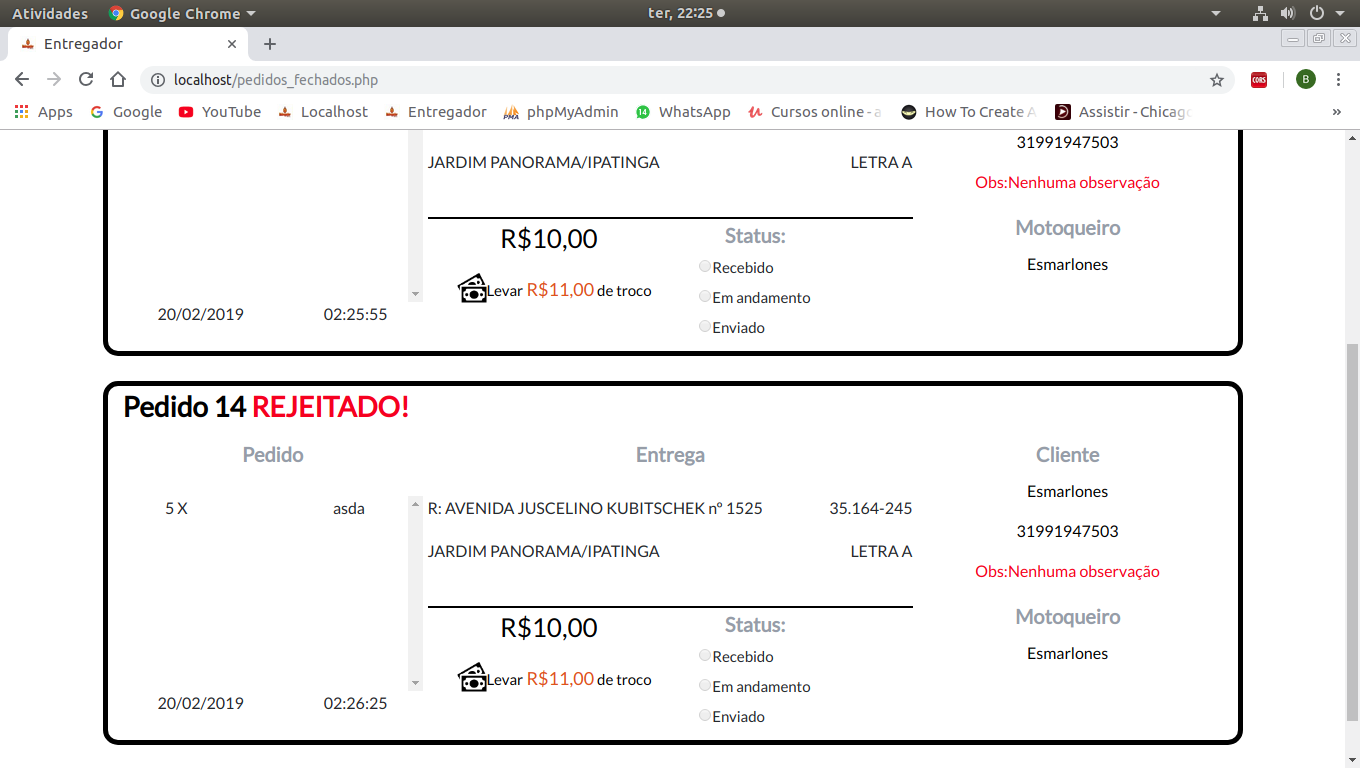 Atividades Google Chrome ter, 22:25
Entregador
localhost/pedidos_fechados.php CORS B
Apps Google YouTube Localhost Entregador phpMyAdmin WhatsApp Cursos online - a How To Create A Assistir - Chicago
31991947503
JARDIM PANORAMA/IPATINGA LETRA A
Obs:Nenhuma observação
R$10,00 Status: Motoqueiro
Recebido Esmarlones
Levar R$11,00 de troco Em andamento
20/02/2019 02:25:55 Enviado
Pedido 14 REJEITADO!
Pedido Entrega Cliente
Esmarlones
5 X asda R: AVENIDA JUSCELINO KUBITSCHEK nº 1525 35.164-245
31991947503
JARDIM PANORAMA/IPATINGA LETRA A
Obs:Nenhuma observação
R$10,00 Status: Motoqueiro
Recebido Esmarlones
Levar R$11,00 de troco Em andamento
20/02/2019 02:26:25 Enviado